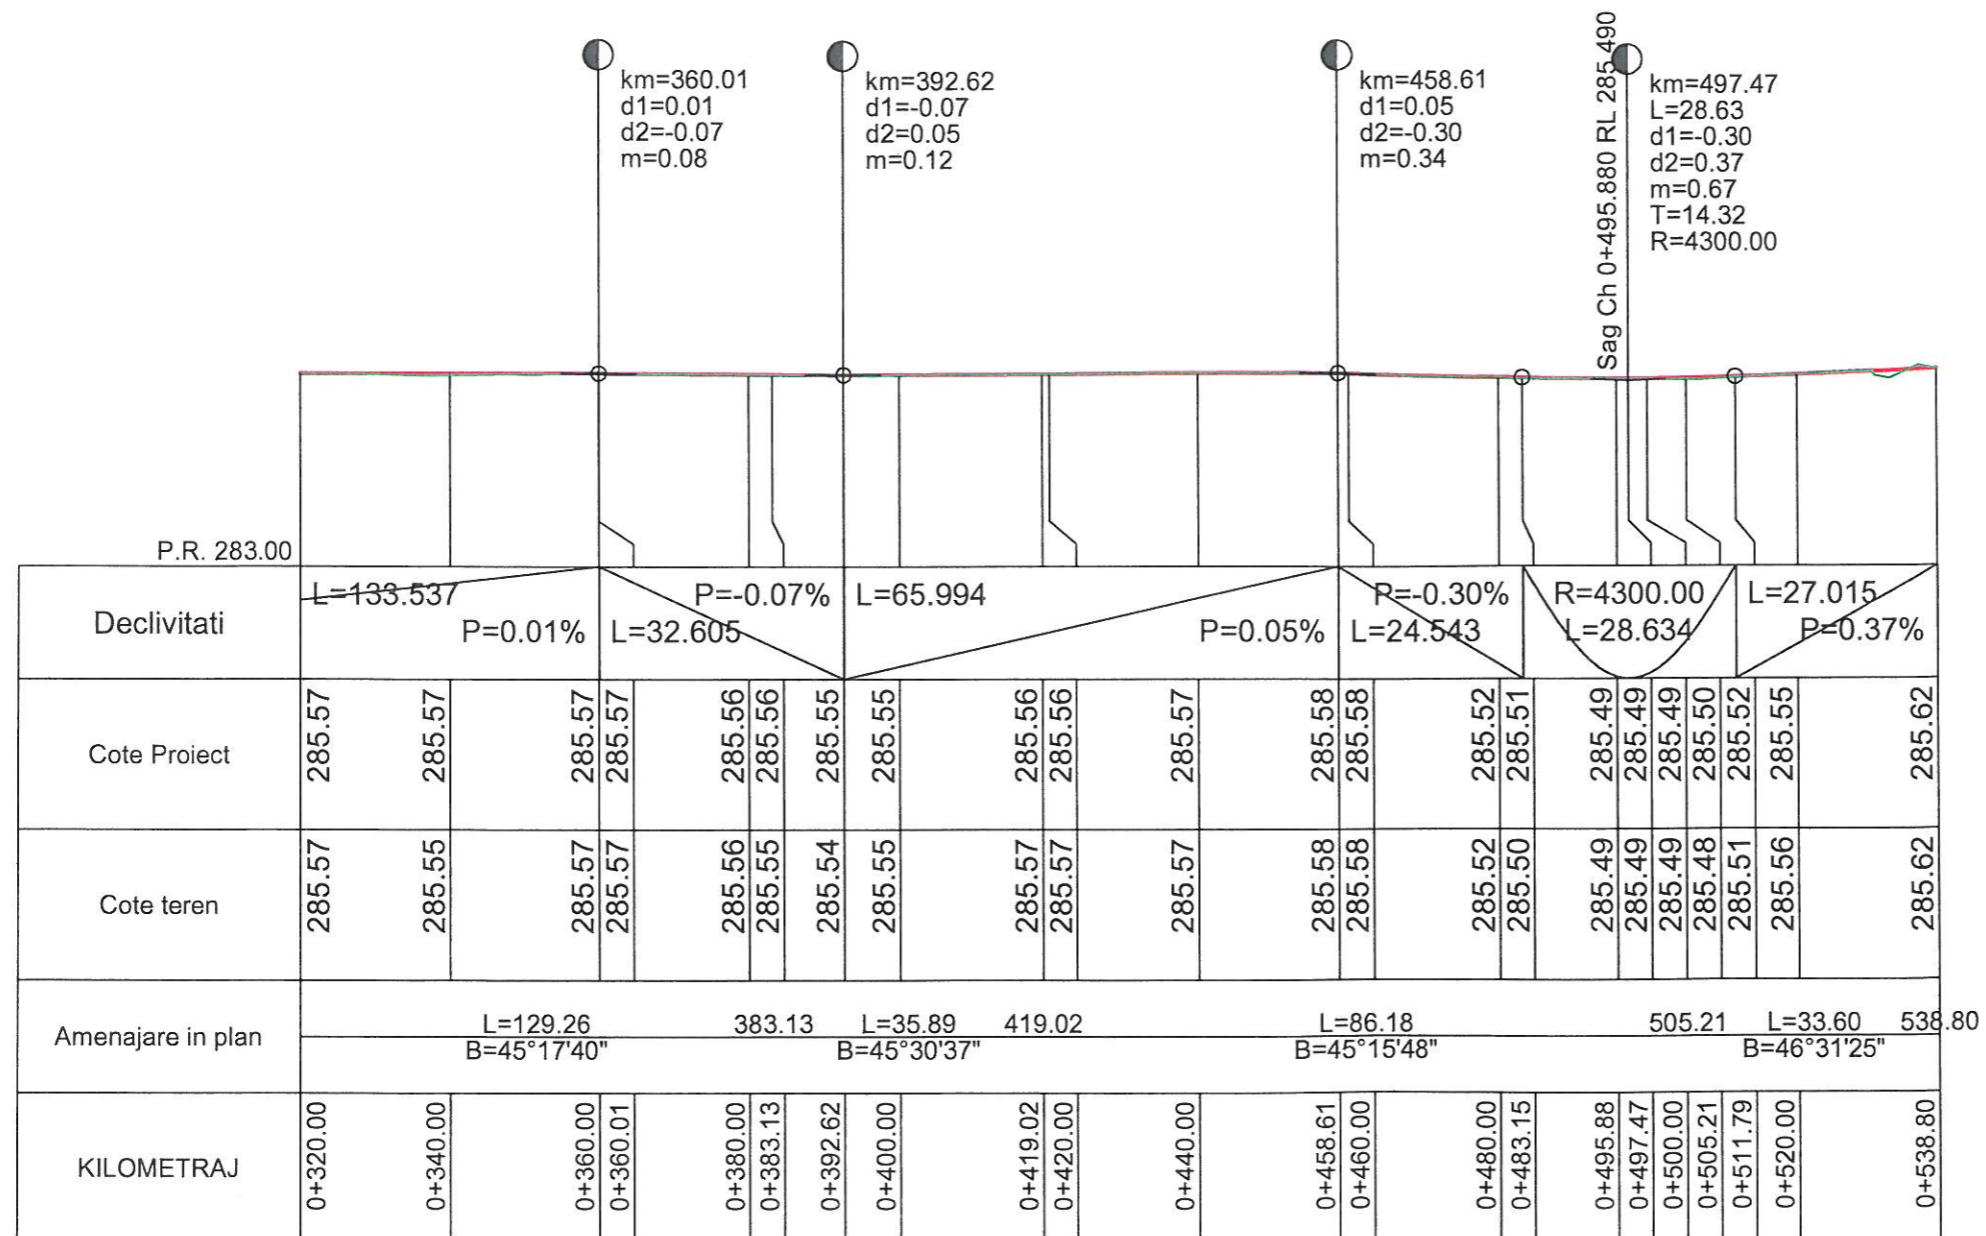 km=360.01
d1=0.01
d2=-0.07
m=0.08
km=392.62
d1=-0.07
d2=0.05
m=0.12
km=458.61
d1=0.05
d2=-0.30
m=0.34
Sag Ch 0+495.880 RL 285.490
km=497.47
L=28.63
d1=-0.30
d2=0.37
m=0.67
T=14.32
R=4300.00
P.R. 283.00
Declivitati
L=133.537
P=0.01%
P=-0.07%
L=32.605
L=65.994
P=0.05%
P=-0.30%
L=24.543
R=4300.00
L=28.634
L=27.015
P=0.37%
Cote Proiect
285.57 285.57 285.57 285.57 285.56 285.56 285.55 285.55 285.56 285.56 285.57 285.58 285.58 285.52 285.51 285.49 285.49 285.49 285.50 285.52 285.55 285.62
Cote teren
285.57 285.55 285.57 285.57 285.56 285.55 285.54 285.55 285.57 285.57 285.57 285.58 285.58 285.52 285.50 285.49 285.49 285.49 285.48 285.51 285.56 285.62
Amenajare in plan
L=129.26 383.13 L=35.89 419.02 L=86.18 505.21 L=33.60 538.80
B=45°17'40" B=45°30'37" B=45°15'48" B=46°31'25"
KILOMETRAJ
0+320.00 0+340.00 0+360.00 0+360.01 0+380.00 0+383.13 0+392.62 0+400.00 0+419.02 0+420.00 0+440.00 0+458.61 0+460.00 0+480.00 0+483.15 0+495.88 0+497.47 0+500.00 0+505.21 0+511.79 0+520.00 0+538.80